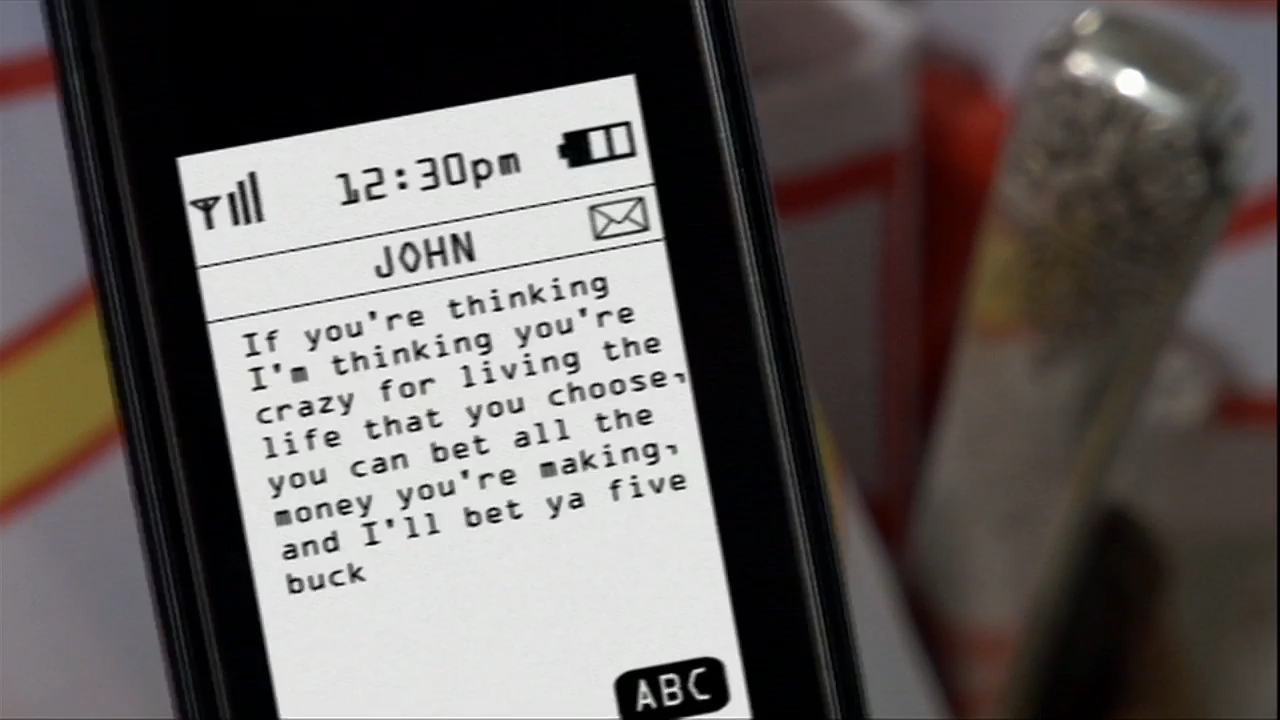 12:30pm
JOHN
If you're thinking
I'm thinking you're
crazy for living the
life that you choose,
you can bet all the
money you're making,
and I'll bet ya five
buck
ABC